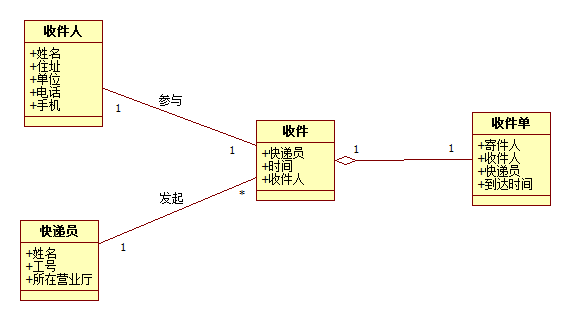 收件人
+姓名
+住址
+单位
+电话
+手机
1
参与
1
收件
+快递员
+时间
+收件人
1
1
收件单
+寄件人
+收件人
+快递员
+到达时间
发起
*
1
快递员
+姓名
+工号
+所在营业厅